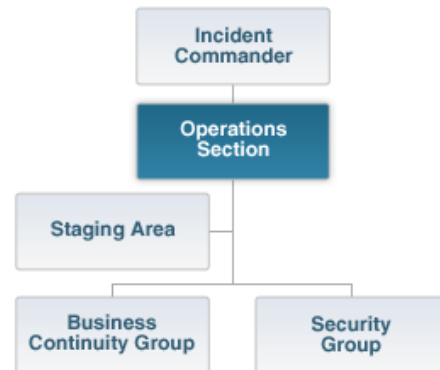 Incident
Commander
Operations
Section
Staging Area
Business
Continuity Group
Security
Group